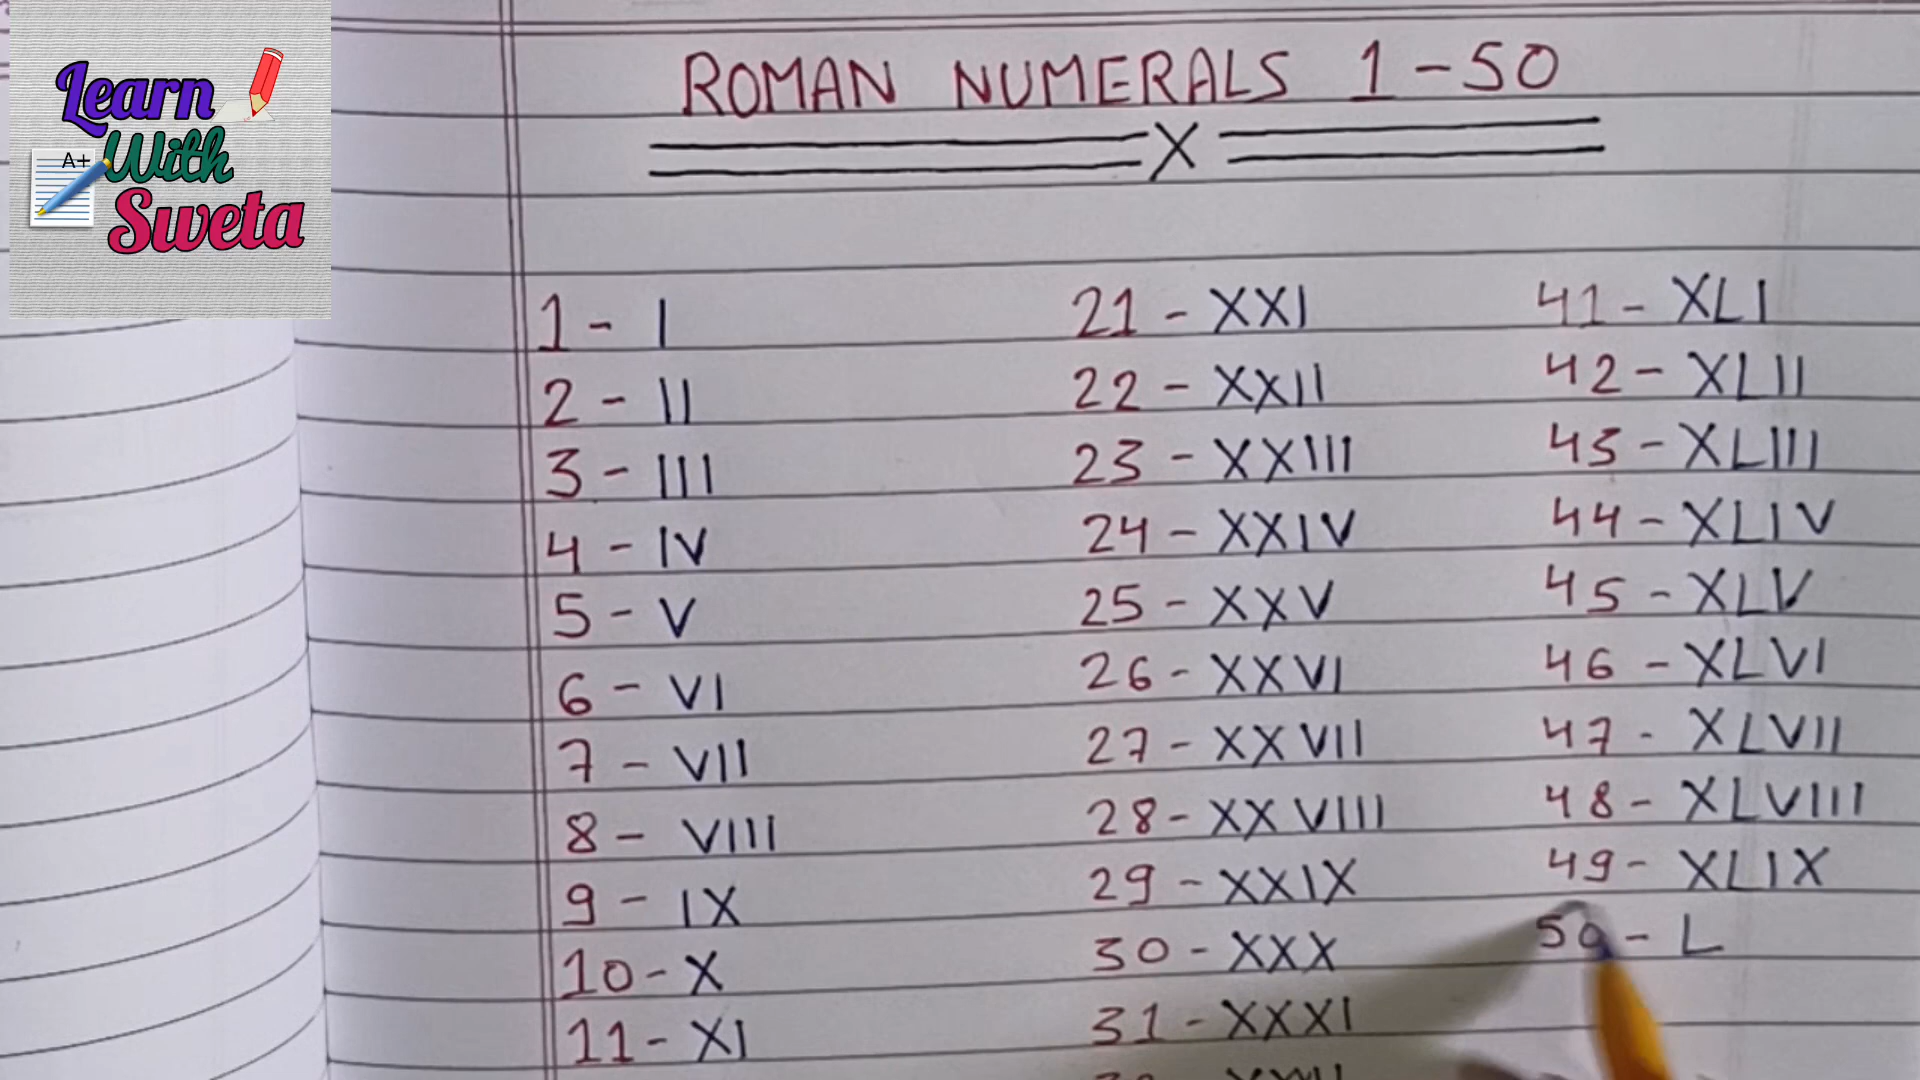 Learn
With
A+
Sweta
ROMAN NUMERALS 1-50
X
1 - I
2 - II
3 - III
4 - IV
5 - V
6 - VI
7 - VII
8 - VIII
9 - IX
10 - X
11 - XI
21 - XXI
22 - XXII
23 - XXIII
24 - XXIV
25 - XXV
26 - XXVI
27 - XXVII
28 - XXVIII
29 - XXIX
30 - XXX
31 - XXXI
41 - XLI
42 - XLII
43 - XLIII
44 - XLIV
45 - XLV
46 - XLVI
47 - XLVII
48 - XLVIII
49 - XLIX
50 - L